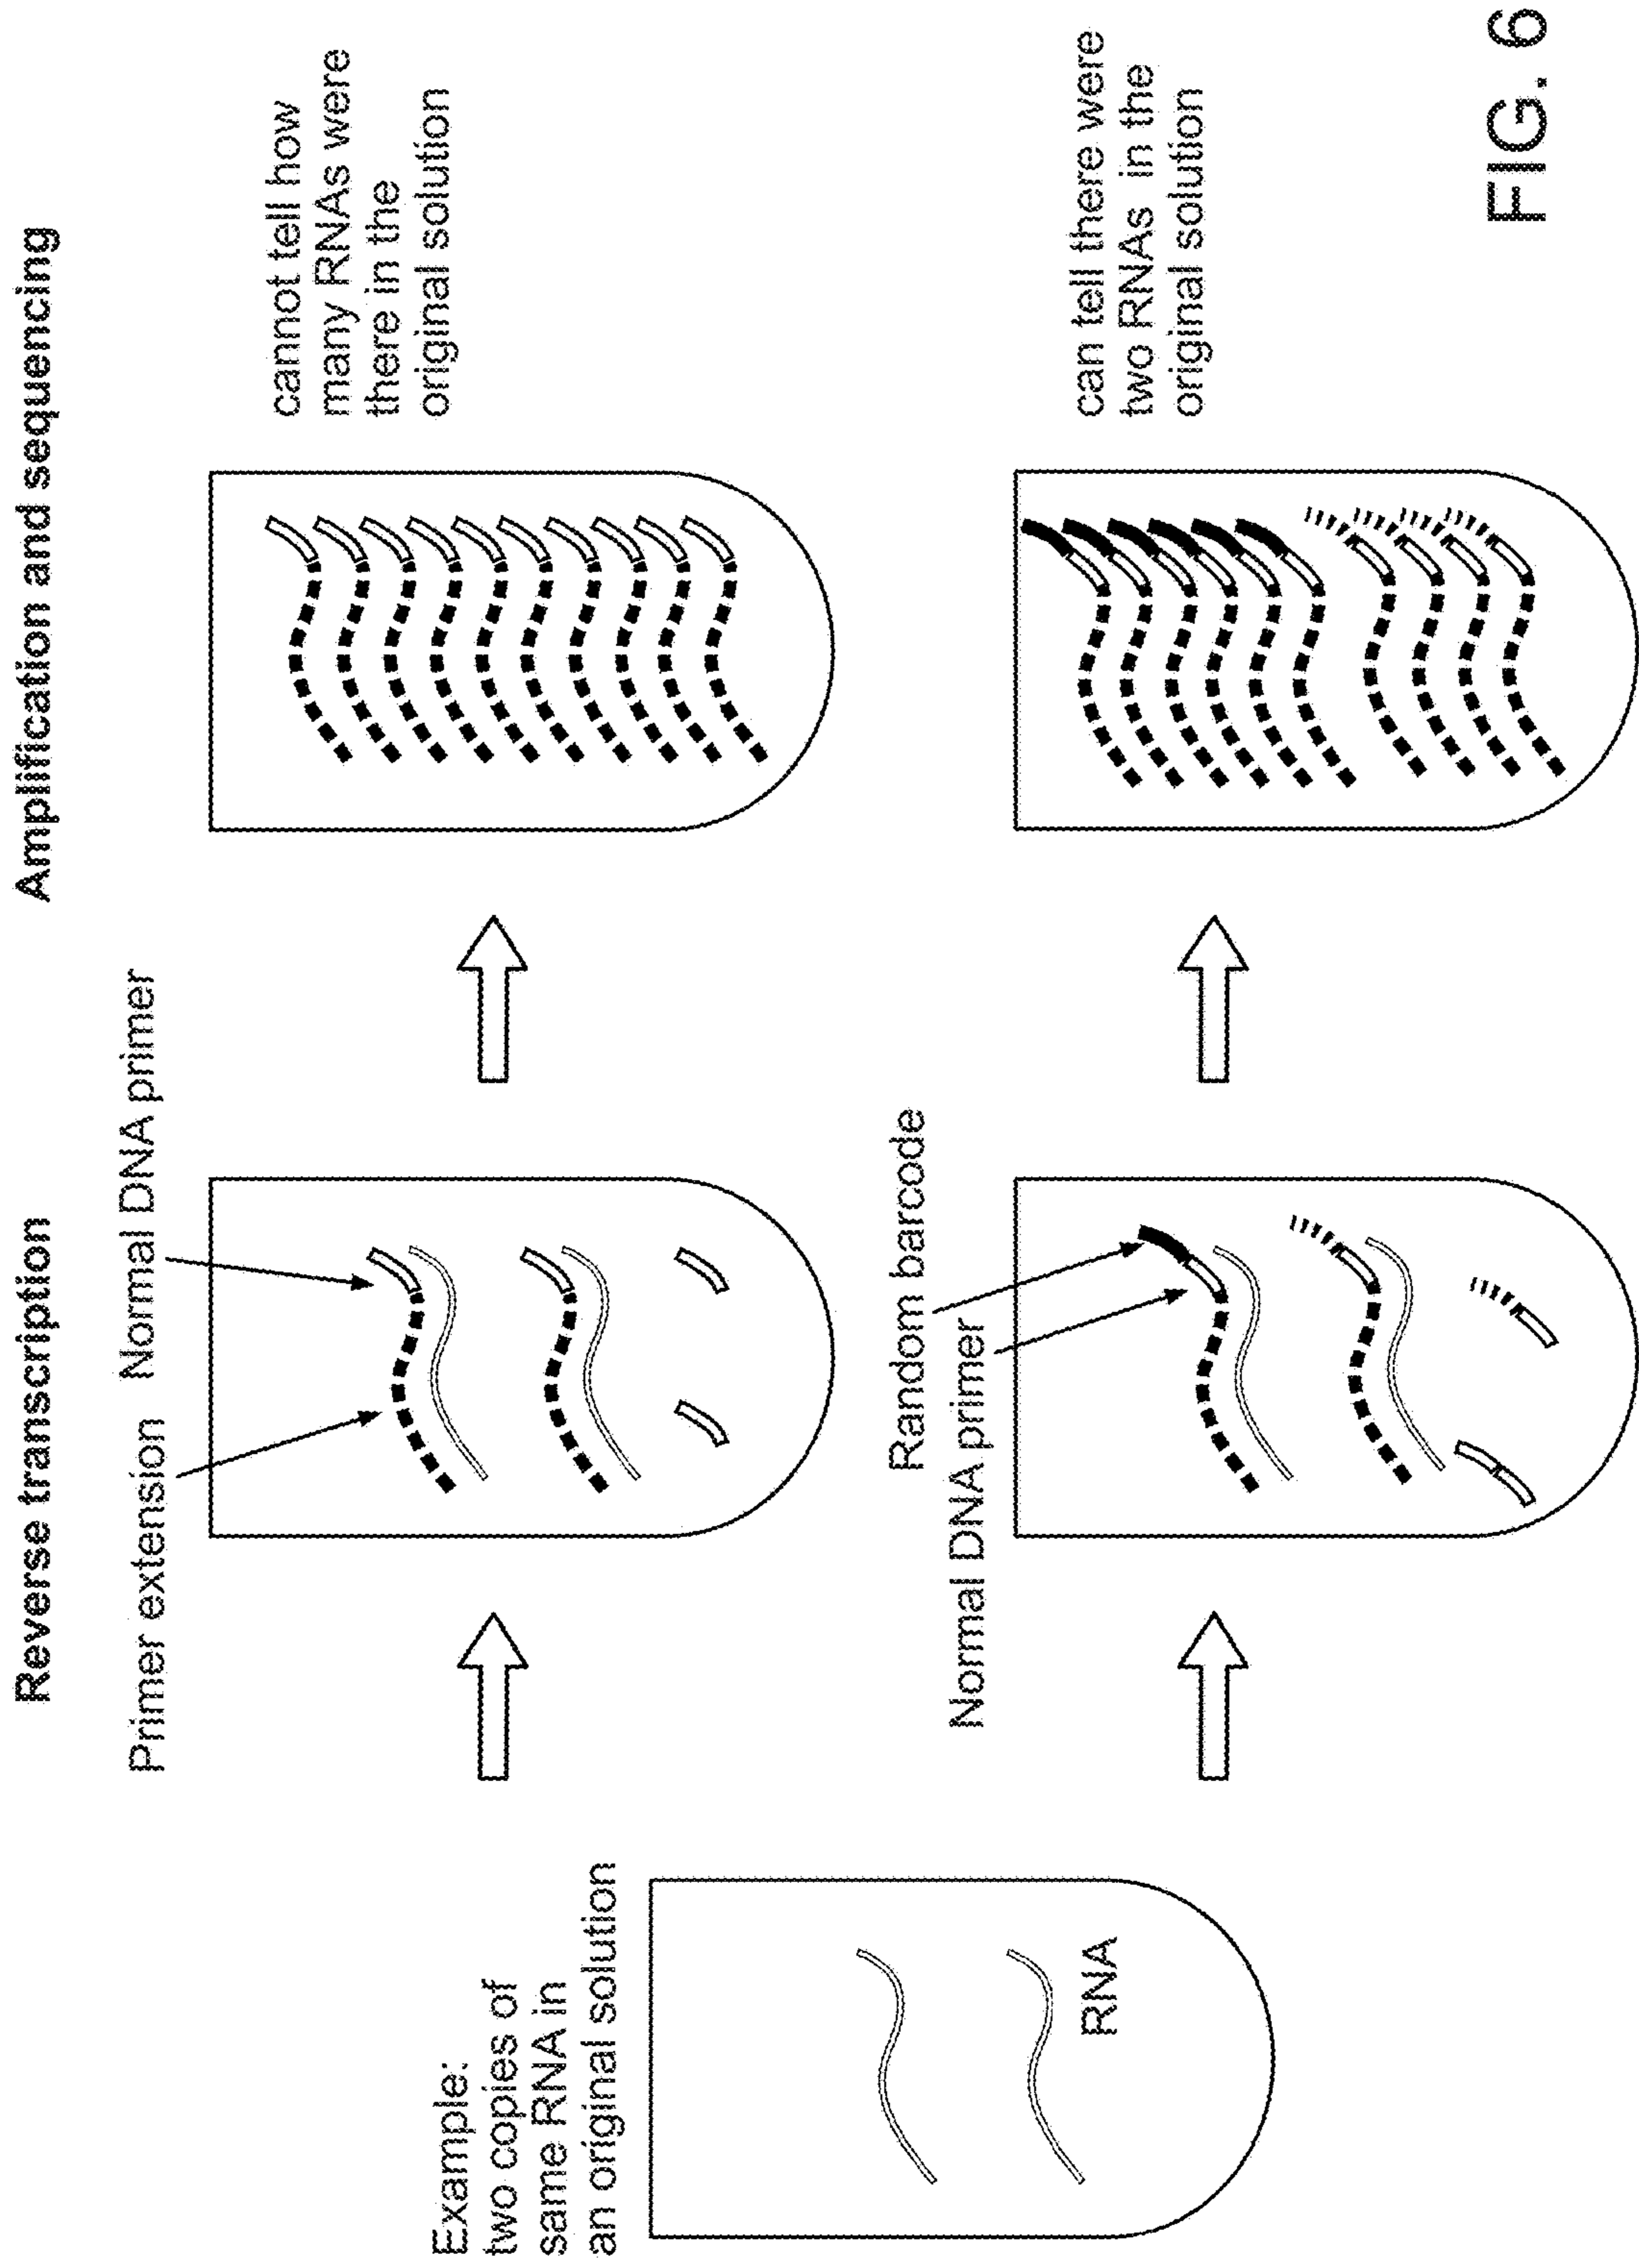 Reverse transcription
Amplification and sequencing
Primer extension
Normal DNA primer
cannot tell how
many RNAs were
there in the
original solution
Example:
two copies of
same RNA in
an original solution
RNA
Random barcode
Normal DNA primer
can tell there were
two RNAs in the
original solution
FIG. 6